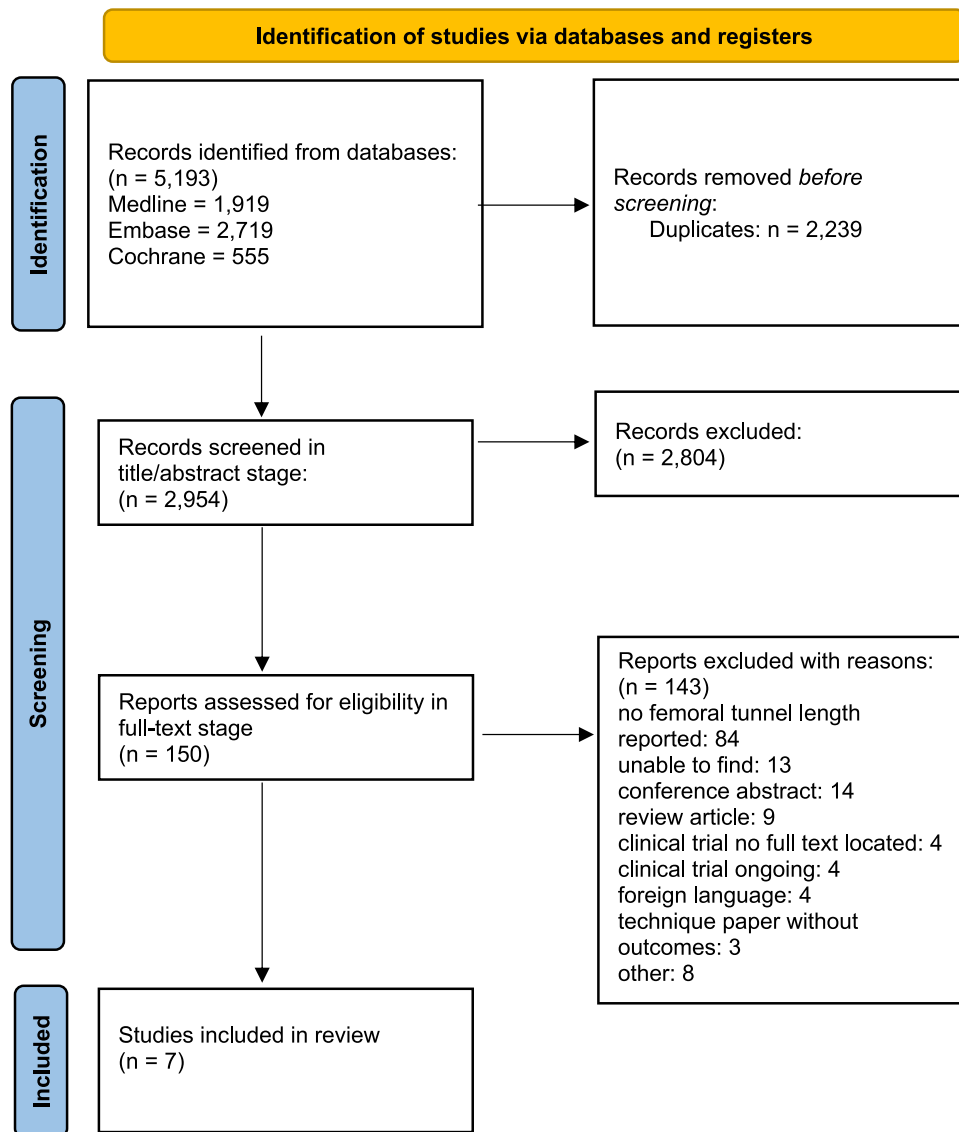 Identification of studies via databases and registers
Identification
Records identified from databases:
(n = 5,193)
Medline = 1,919
Embase = 2,719
Cochrane = 555
Records removed before
screening:
Duplicates: n = 2,239
Screening
Records screened in
title/abstract stage:
(n = 2,954)
Records excluded:
(n = 2,804)
Reports assessed for eligibility in
full-text stage
(n = 150)
Reports excluded with reasons:
(n = 143)
no femoral tunnel length
reported: 84
unable to find: 13
conference abstract: 14
review article: 9
clinical trial no full text located: 4
clinical trial ongoing: 4
foreign language: 4
technique paper without
outcomes: 3
other: 8
Included
Studies included in review
(n = 7)